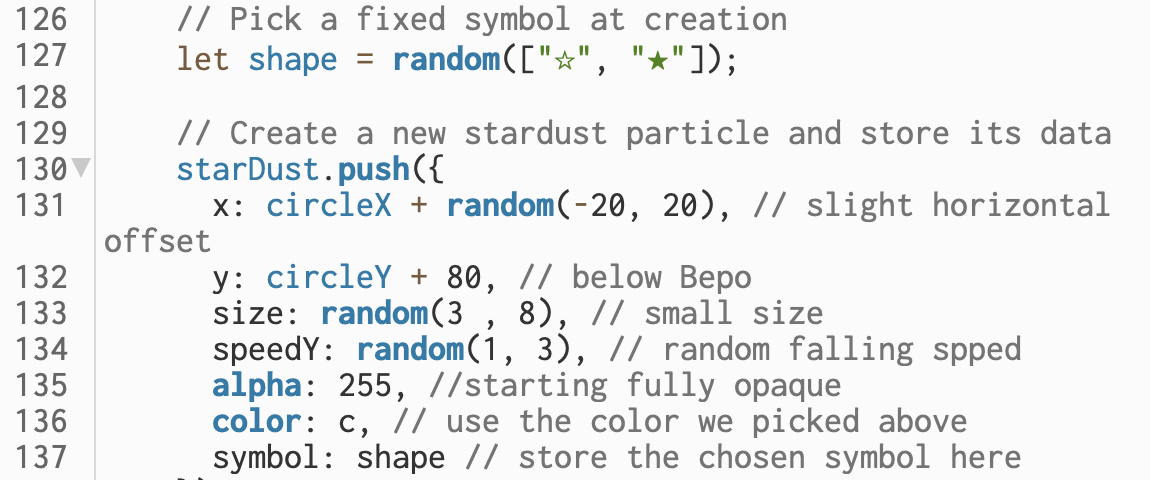 126 // Pick a fixed symbol at creation
127 let shape = random(["☆", "★"]);
128
129 // Create a new stardust particle and store its data
130 starDust.push({
131 x: circleX + random(-20, 20), // slight horizontal
offset
132 y: circleY + 80, // below Bepo
133 size: random(3 , 8), // small size
134 speedY: random(1, 3), // random falling spped
135 alpha: 255, //starting fully opaque
136 color: c, // use the color we picked above
137 symbol: shape // store the chosen symbol here